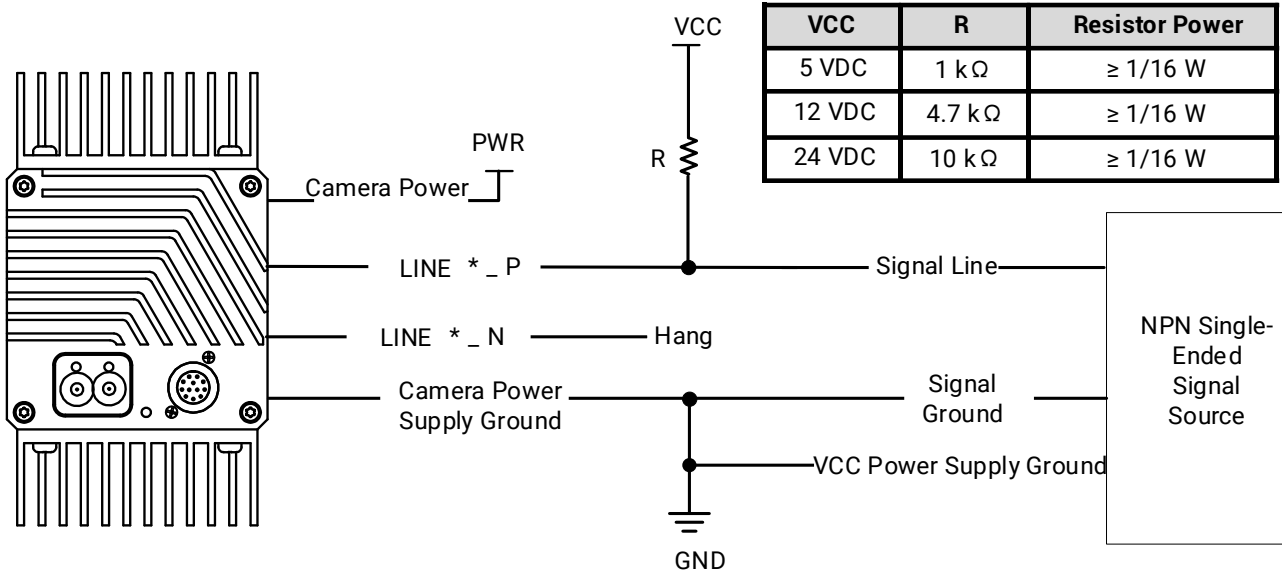 VCC
VCC R Resistor Power
5 VDC 1 kΩ ≥ 1/16 W
12 VDC 4.7 kΩ ≥ 1/16 W
24 VDC 10 kΩ ≥ 1/16 W
PWR
R
Camera Power
LINE * _ P
Signal Line
LINE * _ N
Hang
NPN Single-
Ended
Signal
Source
Camera Power
Supply Ground
Signal
Ground
VCC Power Supply Ground
GND